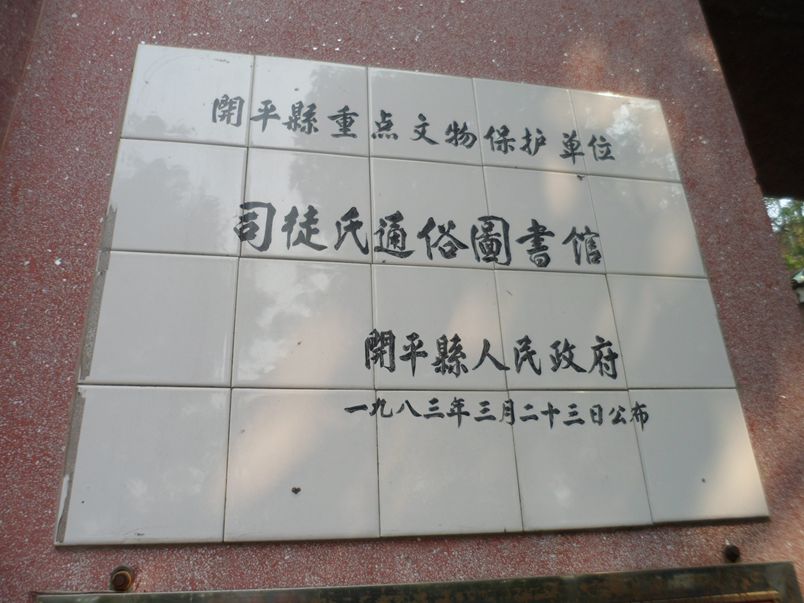 開平縣重点文物保护单位
司徒氏通俗圖書馆
開平縣人民政府
一九八三年三月二十三日公布